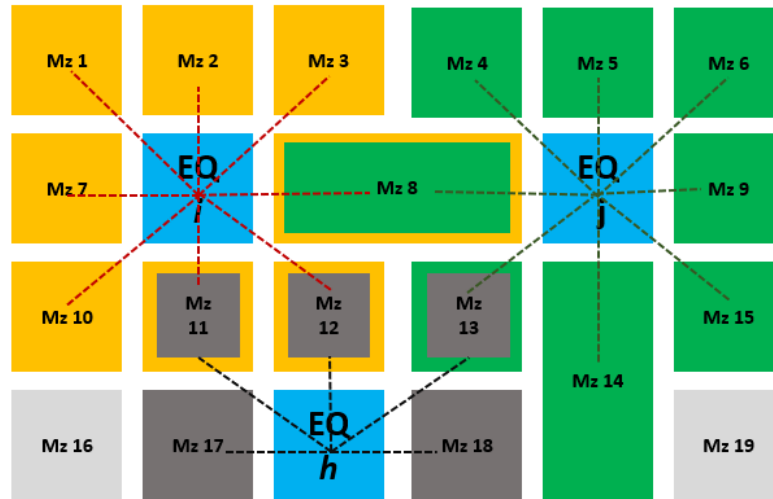 Mz 1
Mz 2
Mz 3
Mz 4
Mz 5
Mz 6
Mz 7
EQ
i
Mz 8
EQ
j
Mz 9
Mz 10
Mz
11
Mz
12
Mz
13
Mz 14
Mz 15
Mz 16
Mz 17
EQ
h
Mz 18
Mz 19